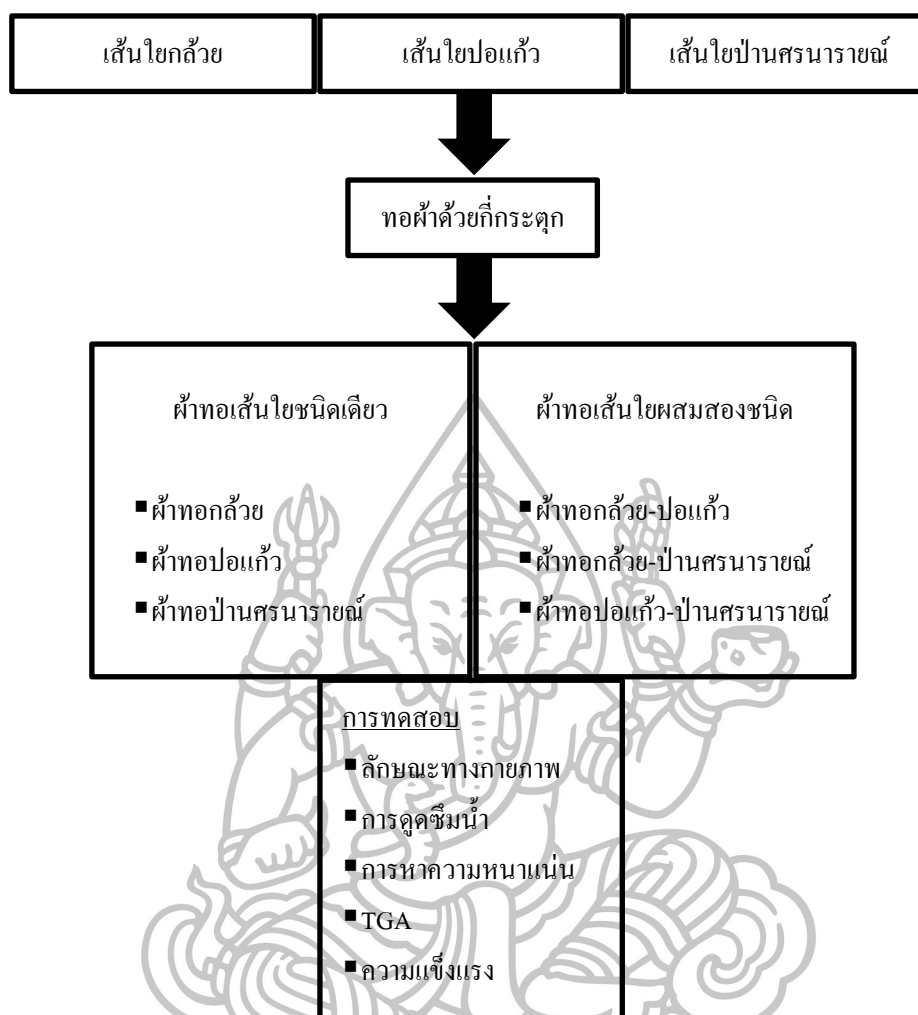 เส้นใยกล้วย
เส้นใยปอแก้ว
เส้นใยป่านศรนารายณ์
ทอผ้าด้วยกี่กระตุก
ผ้าทอเส้นใยชนิดเดียว
▪ผ้าทอกล้วย
▪ผ้าทอปอแก้ว
▪ผ้าทอป่านศรนารายณ์
ผ้าทอเส้นใยผสมสองชนิด
▪ผ้าทอกล้วย-ปอแก้ว
▪ผ้าทอกล้วย-ป่านศรนารายณ์
▪ผ้าทอปอแก้ว-ป่านศรนารายณ์
การทดสอบ
▪ลักษณะทางกายภาพ
▪การดูดซึมน้ำ
▪การหาความหนาแน่น
▪TGA
▪ความแข็งแรง